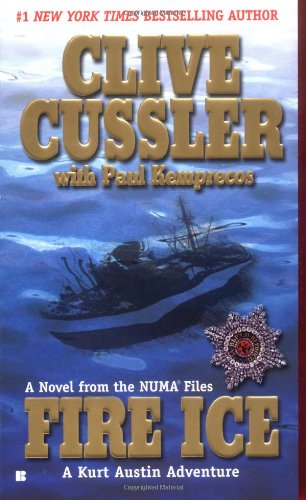 #1 NEW YORK TIMES BESTSELLING AUTHOR
CLIVE
CUSSLER
with Paul Kemprecos
A Novel from the NUMA® Files
FIRE ICE
B
A Kurt Austin Adventure